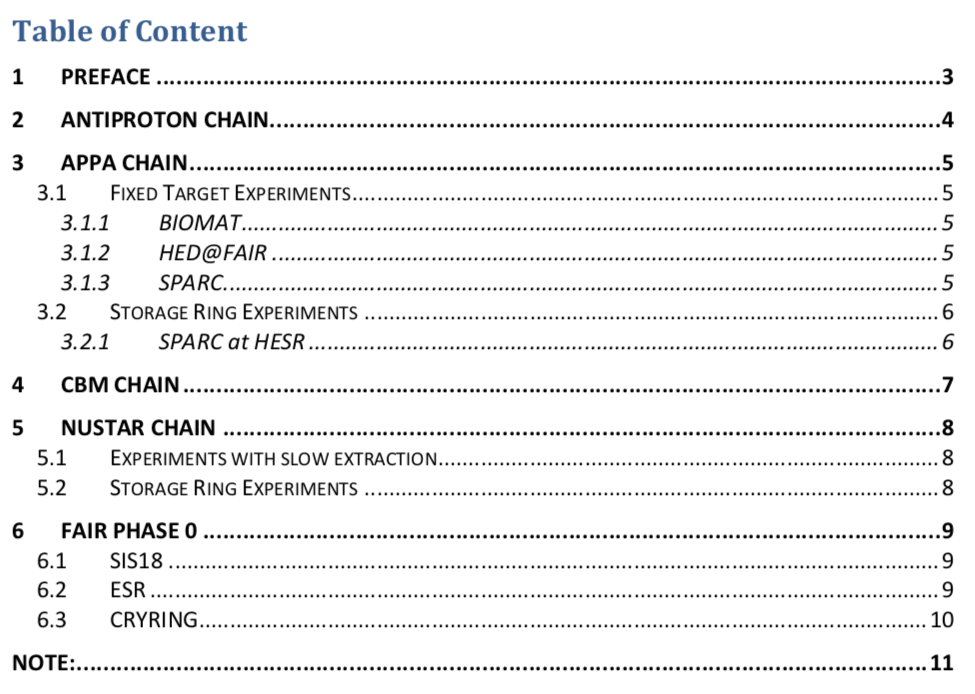 Table of Content
1 PREFACE ........................................................................ 3
2 ANTIPROTON CHAIN........................................................................ 4
3 APPA CHAIN........................................................................ 5
3.1 FIXED TARGET EXPERIMENTS........................................................................ 5
3.1.1 BIOMAT........................................................................ 5
3.1.2 HED@FAIR ........................................................................ 5
3.1.3 SPARC........................................................................ 5
3.2 STORAGE RING EXPERIMENTS ........................................................................ 6
3.2.1 SPARC at HESR ........................................................................ 6
4 CBM CHAIN ........................................................................ 7
5 NUSTAR CHAIN ........................................................................ 8
5.1 EXPERIMENTS WITH SLOW EXTRACTION........................................................................ 8
5.2 STORAGE RING EXPERIMENTS ........................................................................ 8
6 FAIR PHASE 0 ........................................................................ 9
6.1 SIS18 ........................................................................ 9
6.2 ESR ........................................................................ 9
6.3 CRYRING........................................................................ 10
NOTE:........................................................................ 11